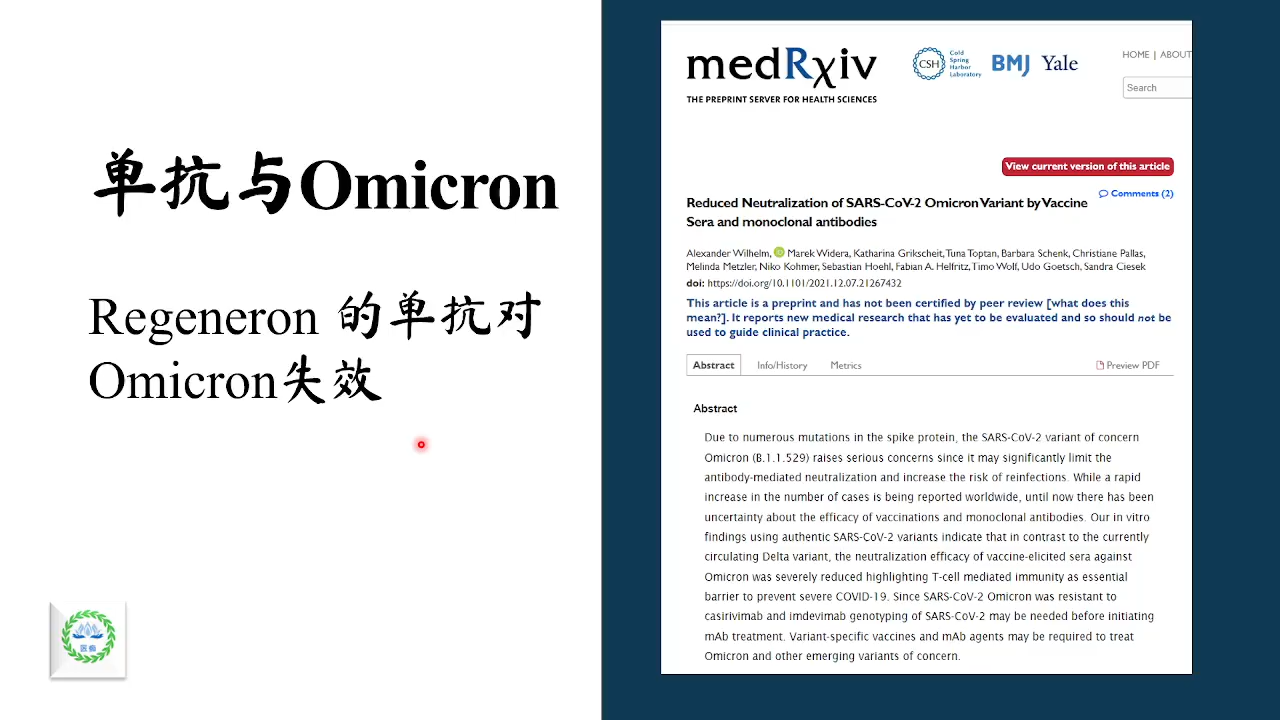 单抗与Omicron
Regeneron 的单抗对
Omicron失效
medRχiv
THE PREPRINT SERVER FOR HEALTH SCIENCES
CSH
Cold
Spring
Harbor
Laboratory
BMJ
Yale
HOME | ABOUT
Search
View current version of this article
Comments (2)
Reduced Neutralization of SARS-CoV-2 Omicron Variant by Vaccine
Sera and monoclonal antibodies
Alexander Wilhelm, iD Marek Widera, Katharina Grikscheit, Tuna Toptan, Barbara Schenk, Christiane Pallas,
Melinda Metzler, Niko Kohmer, Sebastian Hoehl, Fabian A. Helfritz, Timo Wolf, Udo Goetsch, Sandra Ciesek
doi: https://doi.org/10.1101/2021.12.07.21267432
This article is a preprint and has not been certified by peer review [what does this
mean?]. It reports new medical research that has yet to be evaluated and so should not be
used to guide clinical practice.
Abstract
Info/History
Metrics
Preview PDF
Abstract
Due to numerous mutations in the spike protein, the SARS-CoV-2 variant of concern
Omicron (B.1.1.529) raises serious concerns since it may significantly limit the
antibody-mediated neutralization and increase the risk of reinfections. While a rapid
increase in the number of cases is being reported worldwide, until now there has been
uncertainty about the efficacy of vaccinations and monoclonal antibodies. Our in vitro
findings using authentic SARS-CoV-2 variants indicate that in contrast to the currently
circulating Delta variant, the neutralization efficacy of vaccine-elicited sera against
Omicron was severely reduced highlighting T-cell mediated immunity as essential
barrier to prevent severe COVID-19. Since SARS-CoV-2 Omicron was resistant to
casirivimab and imdevimab genotyping of SARS-CoV-2 may be needed before initiating
mAb treatment. Variant-specific vaccines and mAb agents may be required to treat
Omicron and other emerging variants of concern.